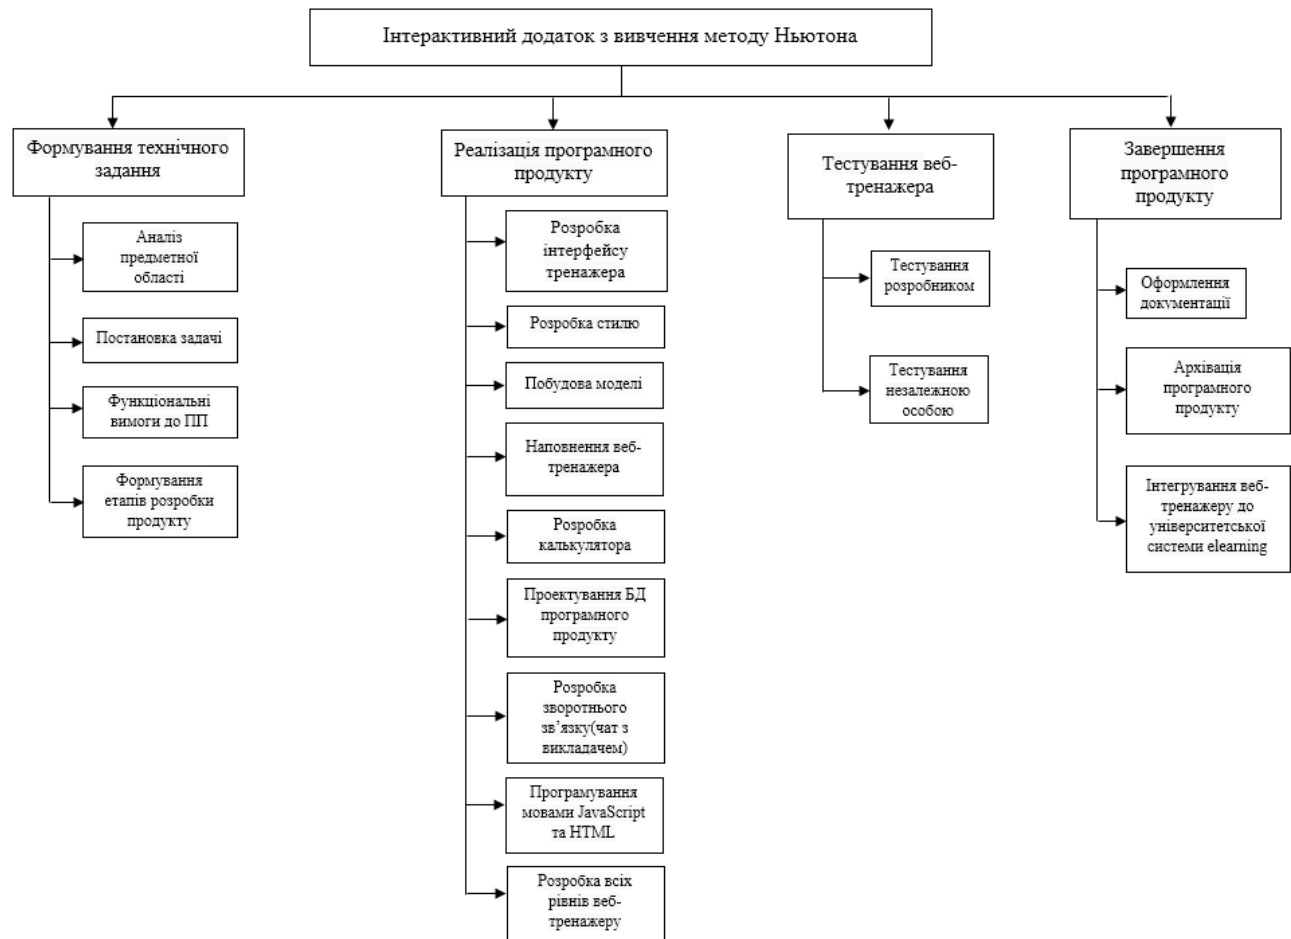 Інтерактивний додаток з вивчення методу Ньютона
Формування технічного
задання
Аналіз
предметної
області
Постановка задачі
Функціональні
вимоги до ПП
Формування
етапів розробки
продукту
Реалізація програмного
продукту
Розробка
інтерфейсу
тренажера
Розробка стилю
Побудова моделі
Наповнення веб-
тренажера
Розробка
калькулятора
Проектування БД
програмного
продукту
Розробка
зворотнього
зв’язку(чат з
викладачем)
Програмування
мовами JavaScript
та HTML
Розробка всіх
рівнів веб-
тренажеру
Тестування веб-
тренажера
Тестування
розробником
Тестування
незалежною
особою
Завершення
програмного
продукту
Оформлення
документації
Архівація
програмного
продукту
Інтегрування веб-
тренажеру до
університетської
системи elearning